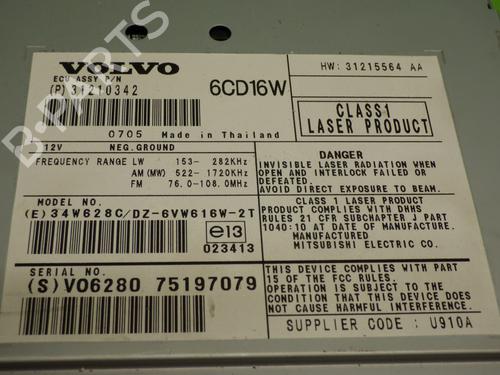 B-PARTS
VOLVO
ECU ASSY P/N
(P) 31210342
6CD16W
HW: 31215564 AA
CLASS1
LASER PRODUCT
0705 Made in Thailand
12V NEG.GROUND
FREQUENCY RANGE LW 153- 282KHz
AM(MW) 522- 1720KHz
FM 76.0-108.0MHz
DANGER
INVISIBLE LASER RADIATION WHEN
OPEN AND INTERLOCK FAILED OR
DEFEATED.
AVOID DIRECT EXPOSURE TO BEAM.
MODEL NO.
(E)34W628C/DZ-6VW616W-2T
e13
023413
CLASS 1 LASER PRODUCT
PRODUCT COMPLIES WITH DHHS
RULES 21 CFR SUBCHAPTER J PART
1040:10 AT DATE OF MANUFACTURE.
MANUFACTURED
MITSUBISHI ELECTRIC CO.
SERIAL NO.
(S)VO6280 75197079
THIS DEVICE COMPLIES WITH PART
15 OF THE FCC RULES.
OPERATION IS SUBJECT TO THE
CONDITION THAT THIS DEVICE DOES
NOT CAUSE HARMFUL INTERFERENCE.
SUPPLIER CODE : U910A